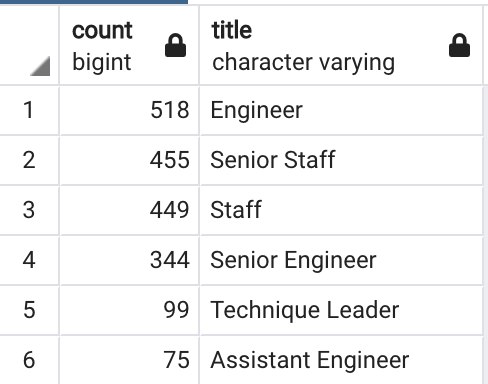 count title
bigint character varying
1 518 Engineer
2 455 Senior Staff
3 449 Staff
4 344 Senior Engineer
5 99 Technique Leader
6 75 Assistant Engineer